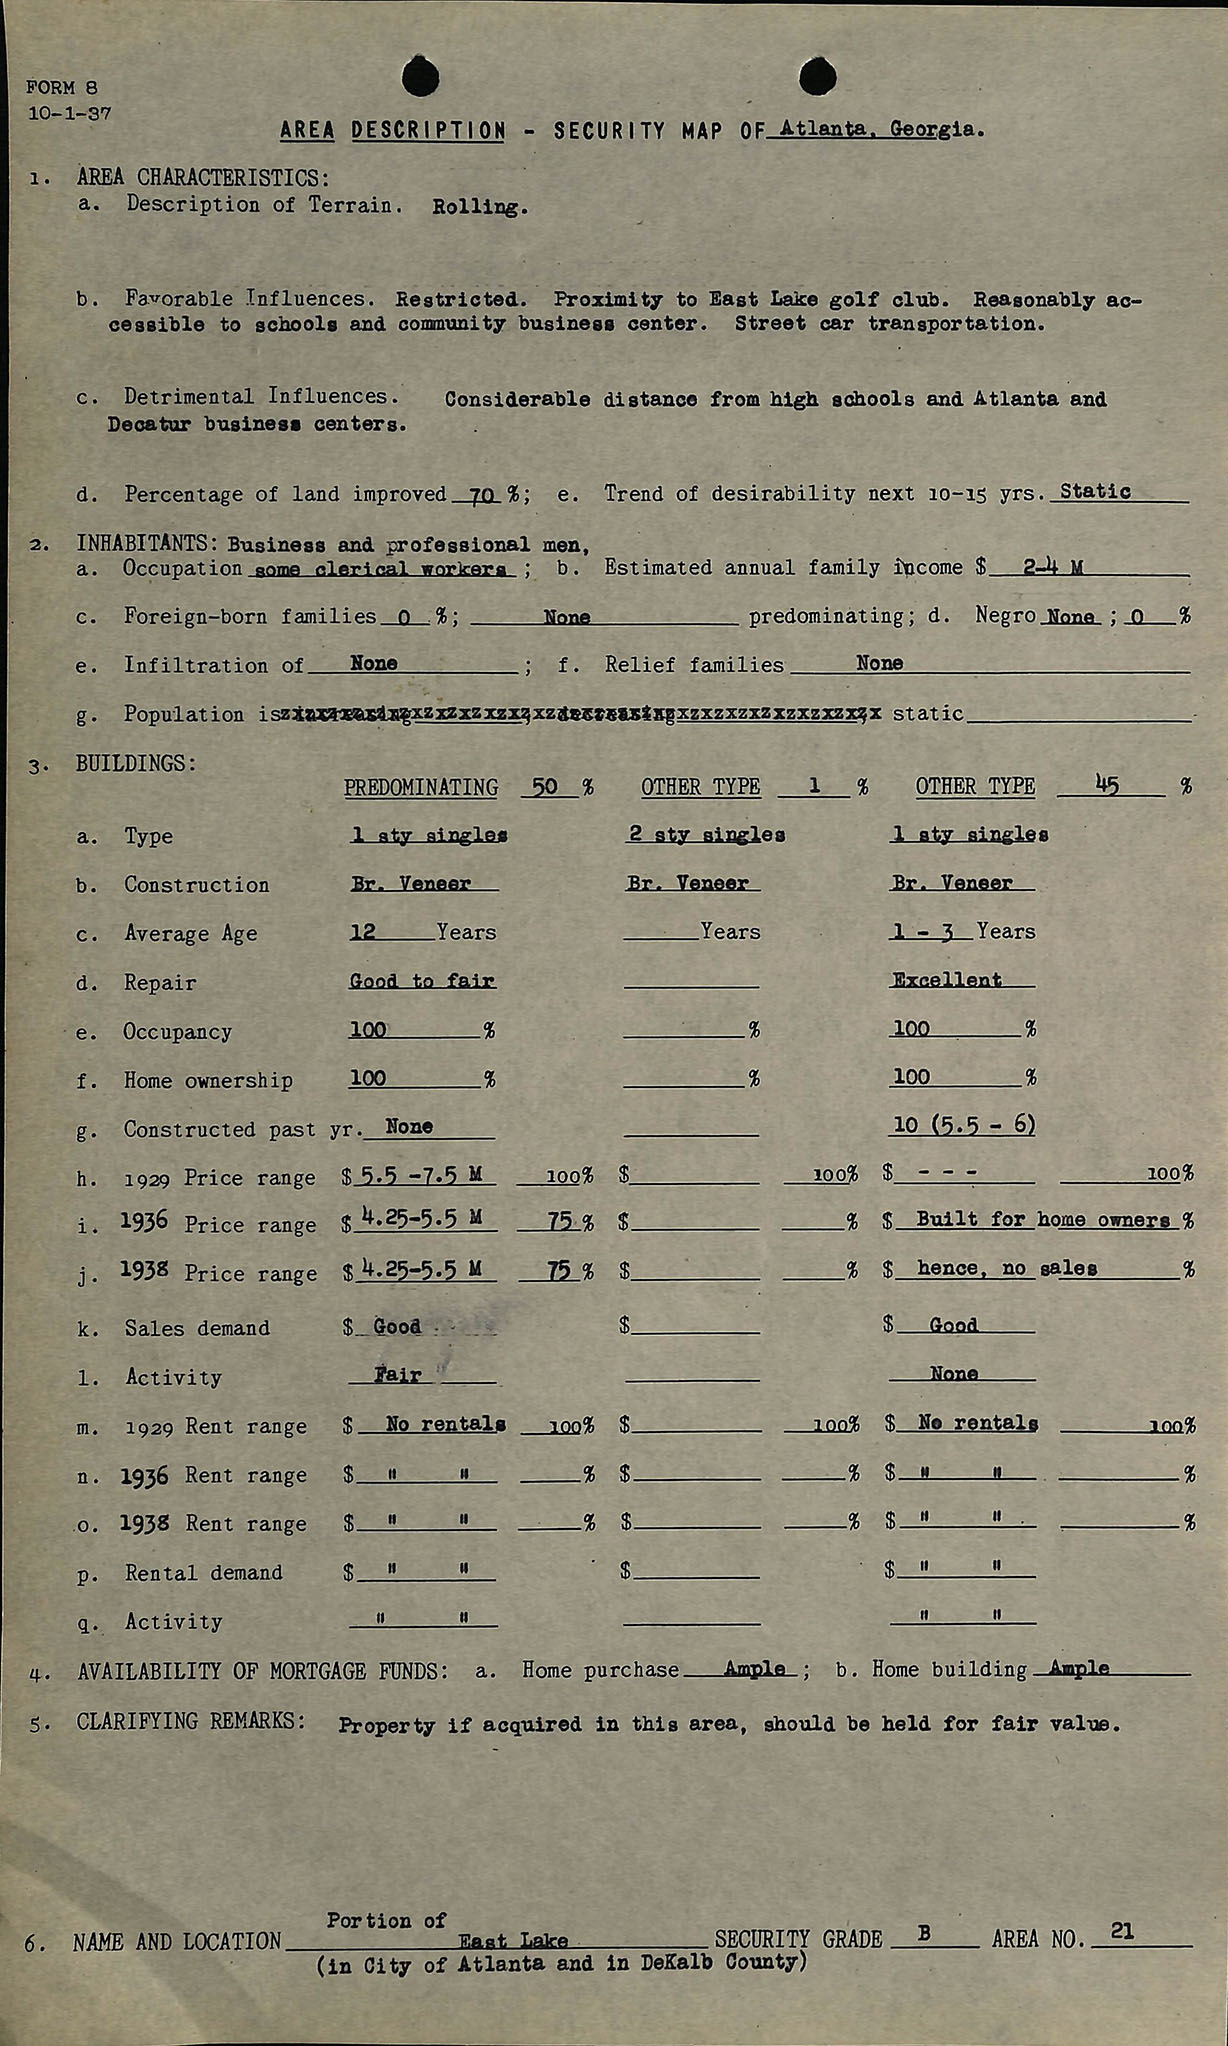 FORM 8
10-1-37
AREA DESCRIPTION - SECURITY MAP OF Atlanta, Georgia.
1. AREA CHARACTERISTICS:
a. Description of Terrain. Rolling.
b. Favorable Influences. Restricted. Proximity to East Lake golf club. Reasonably ac-
cessible to schools and community business center. Street car transportation.
c. Detrimental Influences. Considerable distance from high schools and Atlanta and
Decatur business centers.
d. Percentage of land improved 70 %; e. Trend of desirability next 10-15 yrs. Static
2. INHABITANTS: Business and professional men,
a. Occupation some clerical workers ; b. Estimated annual family income $ 2-4 M
c. Foreign-born families 0 %; None predominating; d. Negro None ; 0 %
e. Infiltration of None ; f. Relief families None
g. Population is static
3. BUILDINGS:
PREDOMINATING 50 % OTHER TYPE 1 % OTHER TYPE 45 %
a. Type 1 sty singles 2 sty singles 1 sty singles
b. Construction Br. Veneer Br. Veneer Br. Veneer
c. Average Age 12 Years Years 1 - 3 Years
d. Repair Good to fair Excellent
e. Occupancy 100 % % 100 %
f. Home ownership 100 % % 100 %
g. Constructed past yr. None 10 (5.5 - 6)
h. 1929 Price range $ 5.5 -7.5 M 100% $ 100% $ - - - 100%
i. 1936 Price range $ 4.25-5.5 M 75 % $ % $ Built for home owners %
j. 1938 Price range $ 4.25-5.5 M 75 % $ % $ hence, no sales %
k. Sales demand $ Good $ $ Good
l. Activity Fair None
m. 1929 Rent range $ No rentals 100% $ 100% $ No rentals 100%
n. 1936 Rent range $ " " % $ % $ " " %
o. 1938 Rent range $ " " % $ % $ " " %
p. Rental demand $ " " $ $ " "
q. Activity " " " "
4. AVAILABILITY OF MORTGAGE FUNDS: a. Home purchase Ample ; b. Home building Ample
5. CLARIFYING REMARKS: Property if acquired in this area, should be held for fair value.
Portion of
6. NAME AND LOCATION East Lake SECURITY GRADE B AREA NO. 21
(in City of Atlanta and in DeKalb County)